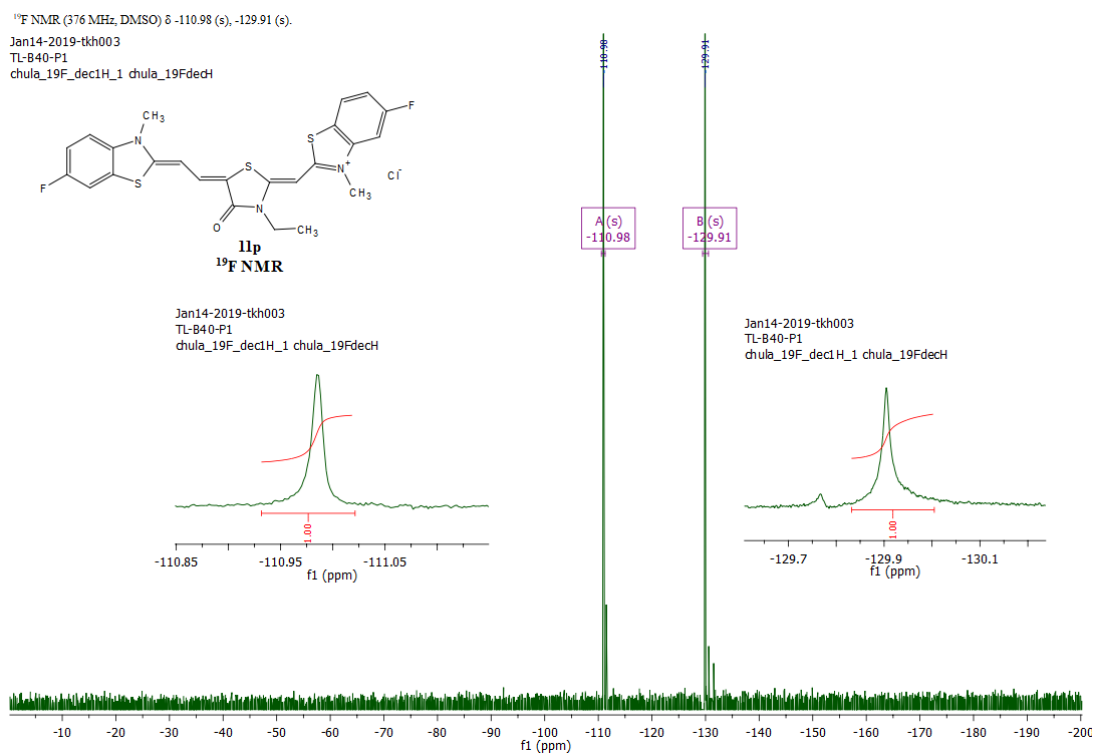 ¹⁹F NMR (376 MHz, DMSO) δ -110.98 (s), -129.91 (s).
Jan14-2019-tkh003
TL-B40-P1
chula_19F_dec1H_1 chula_19FdecH
-110.98
-129.91
CH₃
N
S
F
S
F
S
N⁺
CH₃
Cl⁻
O
N
CH₃
11p
¹⁹F NMR
A (s)
-110.98
B (s)
-129.91
Jan14-2019-tkh003
TL-B40-P1
chula_19F_dec1H_1 chula_19FdecH
1.00
-110.85 -110.95 -111.05
f1 (ppm)
Jan14-2019-tkh003
TL-B40-P1
chula_19F_dec1H_1 chula_19FdecH
1.00
-129.7 -129.9 -130.1
f1 (ppm)
-10 -20 -30 -40 -50 -60 -70 -80 -90 -100 -110 -120 -130 -140 -150 -160 -170 -180 -190 -200
f1 (ppm)